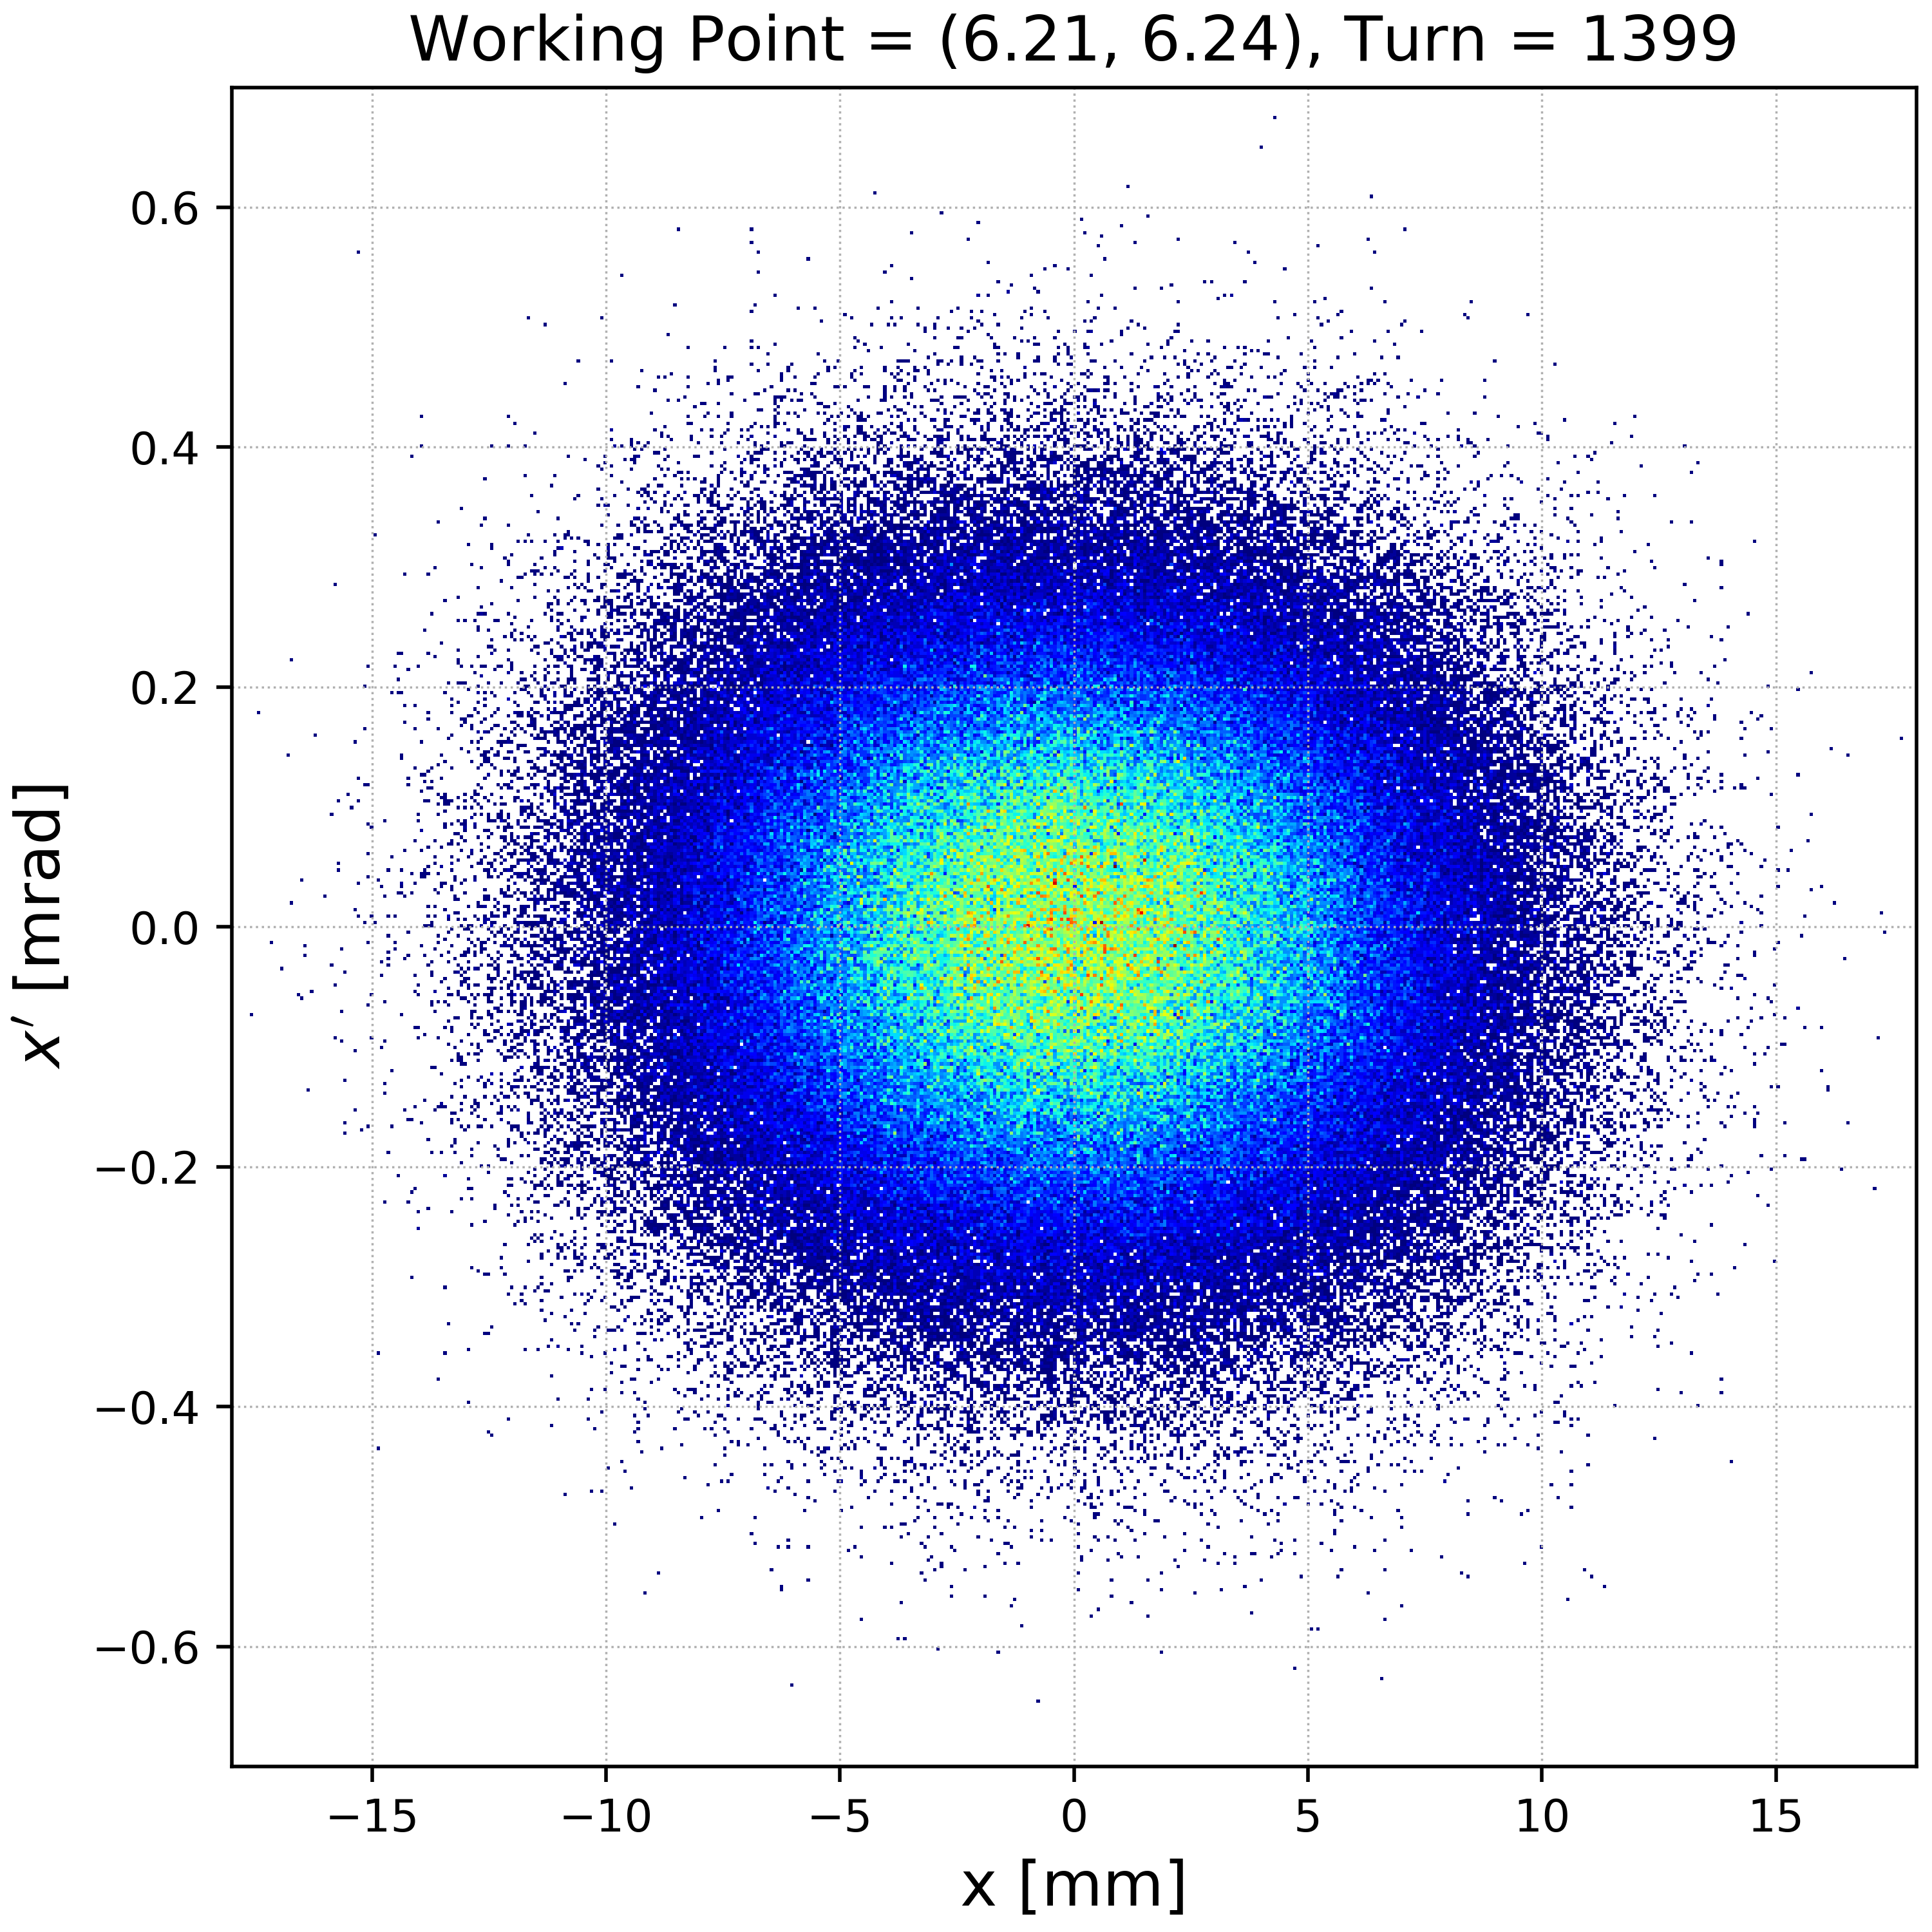 Working Point = (6.21, 6.24), Turn = 1399
0.6
0.4
0.2
0.0
−0.2
−0.4
−0.6
x′ [mrad]
−15 −10 −5 0 5 10 15
x [mm]